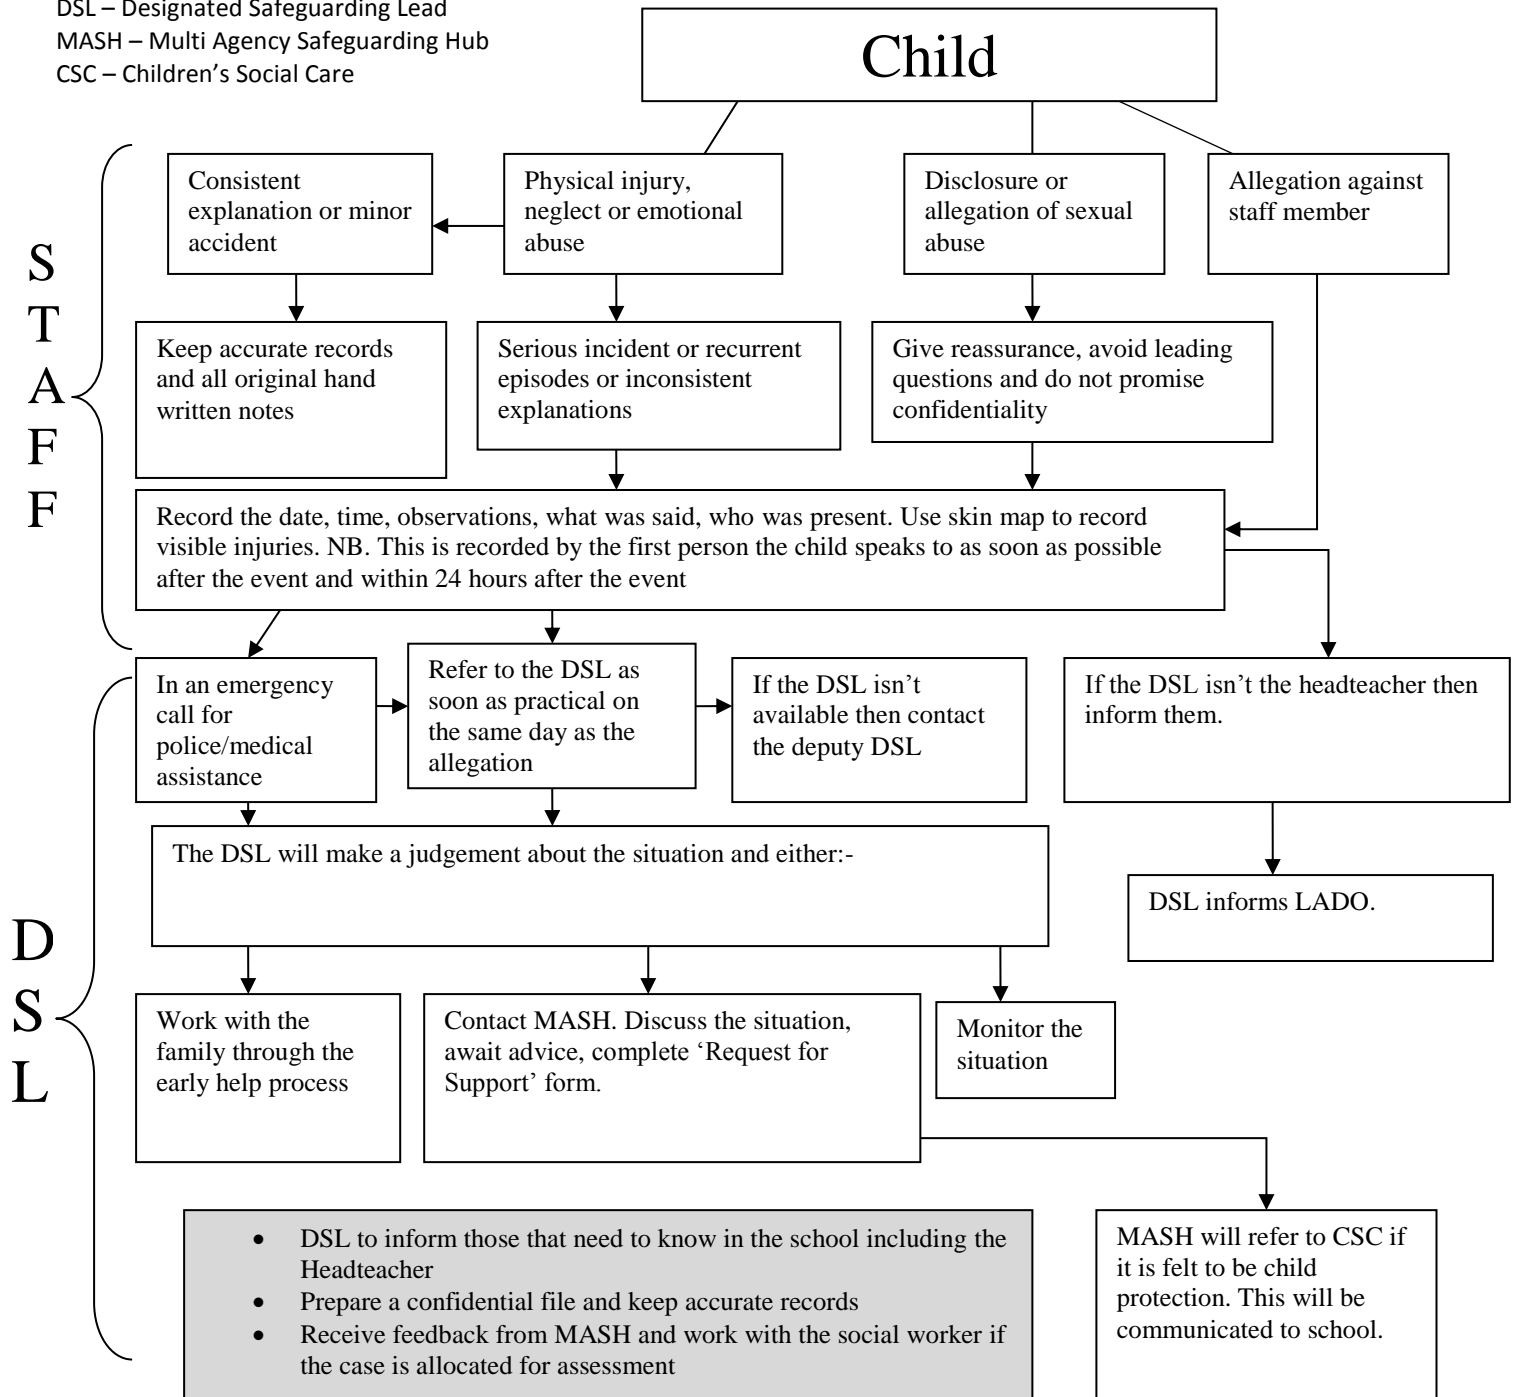 DSL – Designated Safeguarding Lead
MASH – Multi Agency Safeguarding Hub
CSC – Children's Social Care
Child
S
T
A
F
F
Consistent
explanation or minor
accident
Physical injury,
neglect or emotional
abuse
Disclosure or
allegation of sexual
abuse
Allegation against
staff member
Keep accurate records
and all original hand
written notes
Serious incident or recurrent
episodes or inconsistent
explanations
Give reassurance, avoid leading
questions and do not promise
confidentiality
Record the date, time, observations, what was said, who was present. Use skin map to record
visible injuries. NB. This is recorded by the first person the child speaks to as soon as possible
after the event and within 24 hours after the event
D
S
L
In an emergency
call for
police/medical
assistance
Refer to the DSL as
soon as practical on
the same day as the
allegation
If the DSL isn't
available then contact
the deputy DSL
If the DSL isn't the headteacher then
inform them.
The DSL will make a judgement about the situation and either:-
DSL informs LADO.
Work with the
family through the
early help process
Contact MASH. Discuss the situation,
await advice, complete ‘Request for
Support’ form.
Monitor the
situation
• DSL to inform those that need to know in the school including the
Headteacher
• Prepare a confidential file and keep accurate records
• Receive feedback from MASH and work with the social worker if
the case is allocated for assessment
MASH will refer to CSC if
it is felt to be child
protection. This will be
communicated to school.